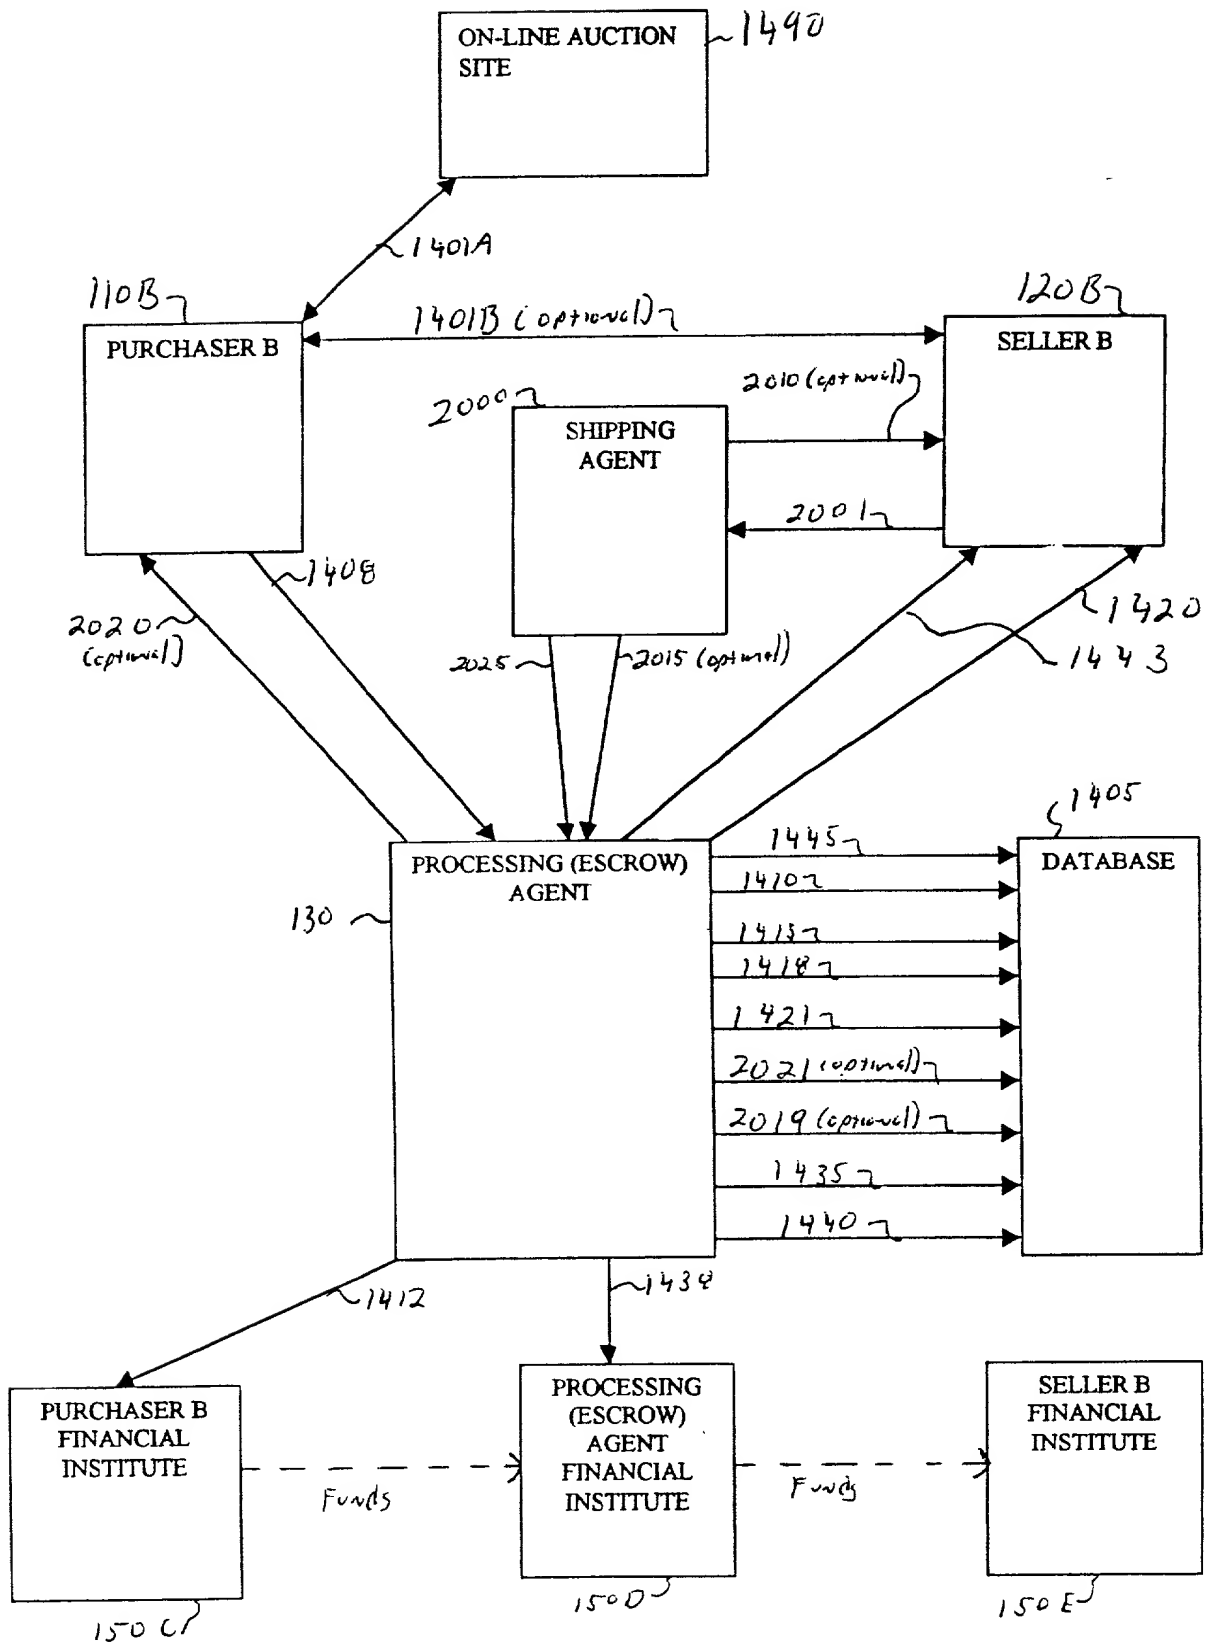 ON-LINE AUCTION
SITE
1490
1401A
110B
1401B (optional)
120B
PURCHASER B
SELLER B
2010 (optional)
2000
SHIPPING
AGENT
2001
1408
2020
(optional)
1420
2025
2015 (optional)
1443
1405
PROCESSING (ESCROW)
AGENT
1445
DATABASE
1410
130
1415
1418
1421
2021 (optional)
2019 (optional)
1435
1440
1412
1438
PURCHASER B
FINANCIAL
INSTITUTE
PROCESSING
(ESCROW)
AGENT
FINANCIAL
INSTITUTE
SELLER B
FINANCIAL
INSTITUTE
Funds
Funds
150C
150D
150E